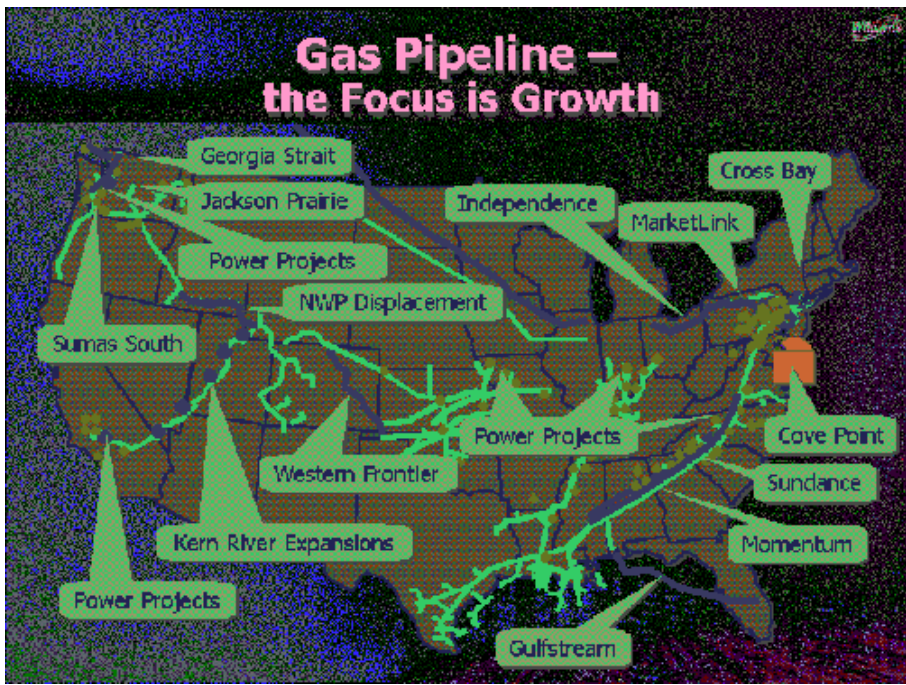 Williams
Gas Pipeline –
the Focus is Growth
Georgia Strait
Cross Bay
Jackson Prairie
Independence
MarketLink
Power Projects
NWP Displacement
Sumas South
Power Projects
Cove Point
Western Frontier
Sundance
Kern River Expansions
Momentum
Power Projects
Gulfstream